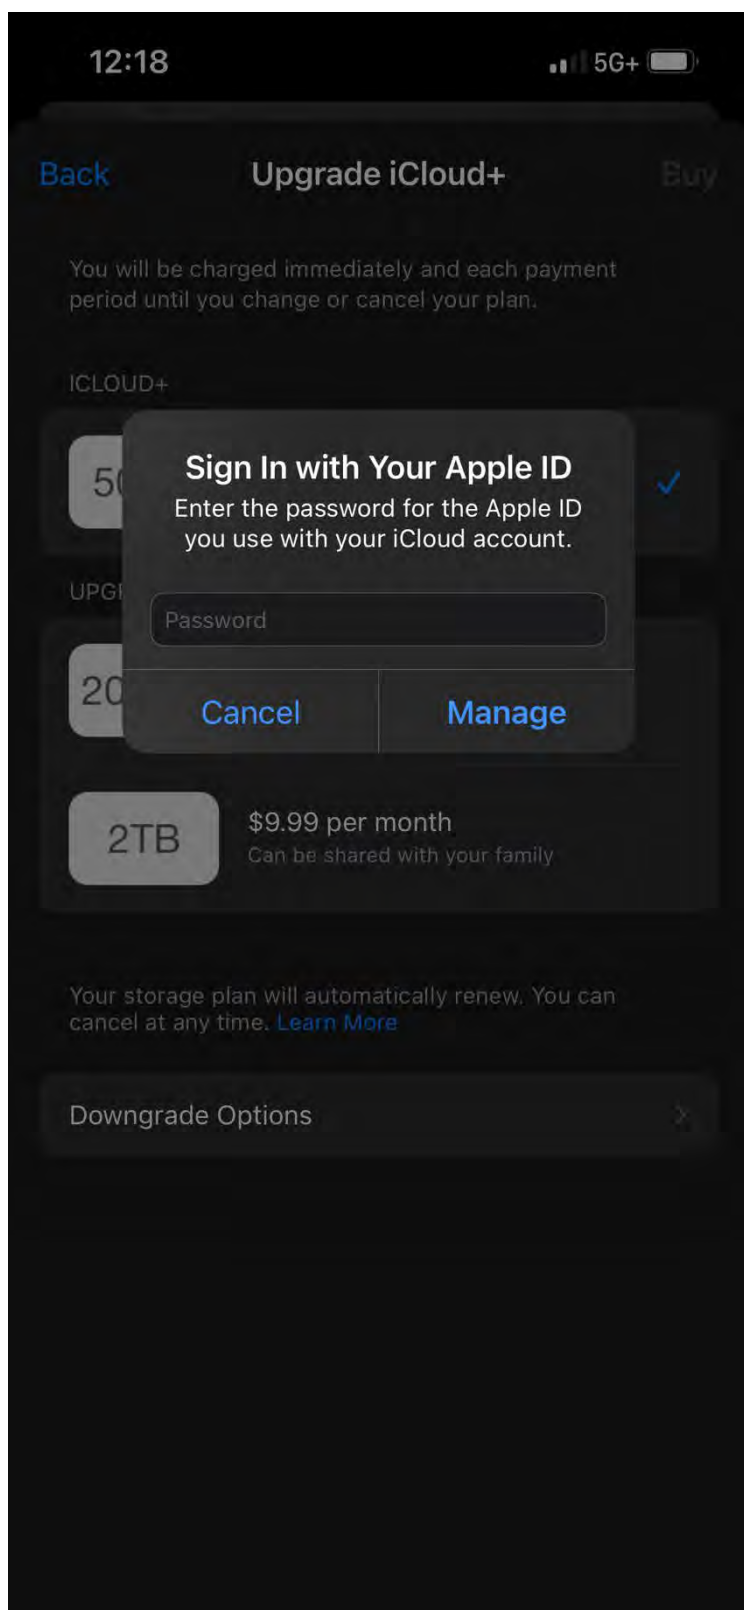 12:18
5G+
Back
Upgrade iCloud+
Buy
You will be charged immediately and each payment
period until you change or cancel your plan.
ICLOUD+
Sign In with Your Apple ID
Enter the password for the Apple ID
you use with your iCloud account.
Password
Cancel
Manage
2TB
$9.99 per month
Can be shared with your family
Your storage plan will automatically renew. You can
cancel at any time. Learn More
Downgrade Options